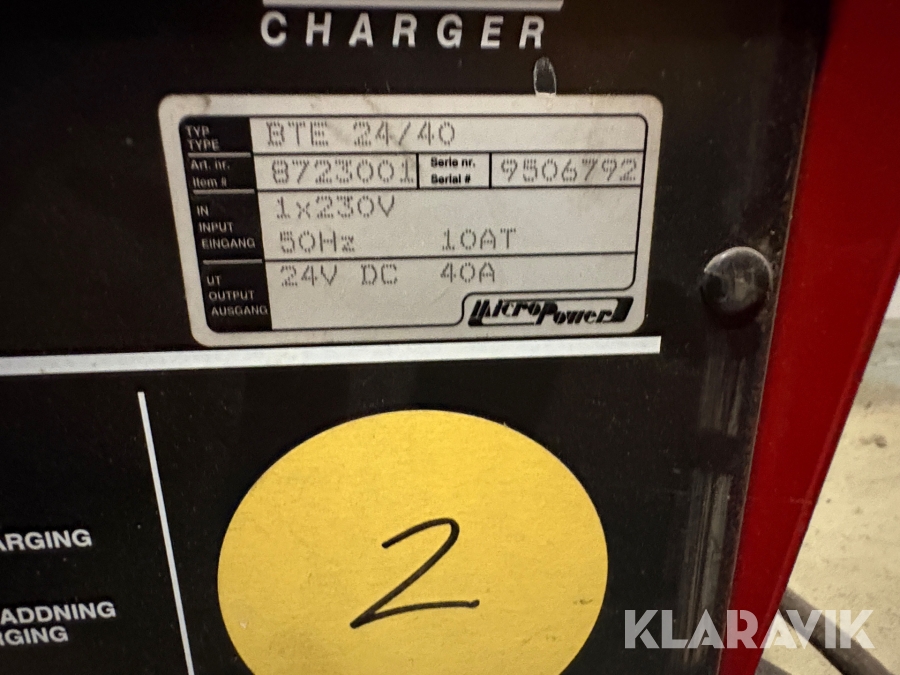 CHARGER
TYP
TYPE
BTE 24/40
Art. nr.
Item #
8723001
Serie nr.
Serial #
9506792
IN
INPUT
EINGANG
1x230V
50Hz 10AT
UT
OUTPUT
AUSGANG
24V DC 40A
MICROPOWER
ARGING
ADDNING
RGING
2
KLARAVIK